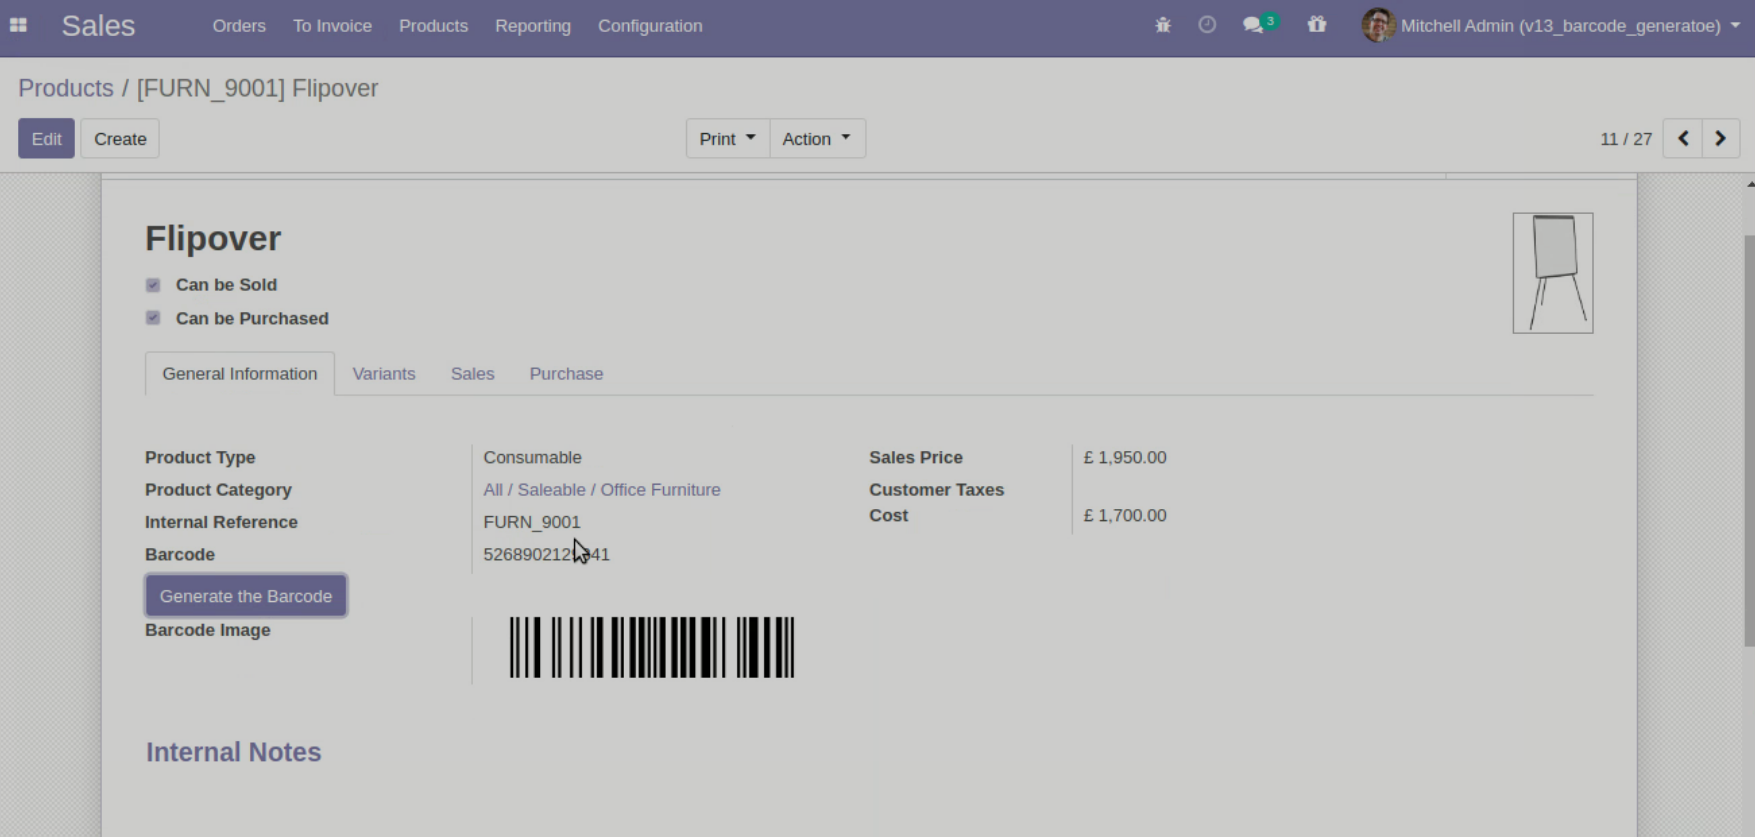 Sales Orders To Invoice Products Reporting Configuration 3 Mitchell Admin (v13_barcode_generatoe)
Products / [FURN_9001] Flipover
Edit Create Print Action 11 / 27
Flipover
Can be Sold
Can be Purchased
General Information Variants Sales Purchase
Product Type Consumable Sales Price £ 1,950.00
Product Category All / Saleable / Office Furniture Customer Taxes
Internal Reference FURN_9001 Cost £ 1,700.00
Barcode
Generate the Barcode
Barcode Image
Internal Notes